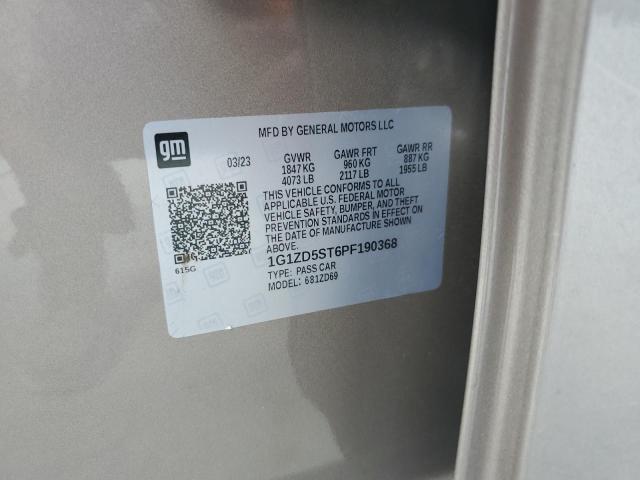 gm
MFD BY GENERAL MOTORS LLC
03/23 GVWR GAWR FRT GAWR RR
1847 KG 960 KG 887 KG
4073 LB 2117 LB 1955 LB
THIS VEHICLE CONFORMS TO ALL
APPLICABLE U.S. FEDERAL MOTOR
VEHICLE SAFETY, BUMPER, AND THEFT
PREVENTION STANDARDS IN EFFECT ON
THE DATE OF MANUFACTURE SHOWN ABOVE.
615G
1G1ZD5ST6PF190368
TYPE: PASS CAR
MODEL: 681ZD69